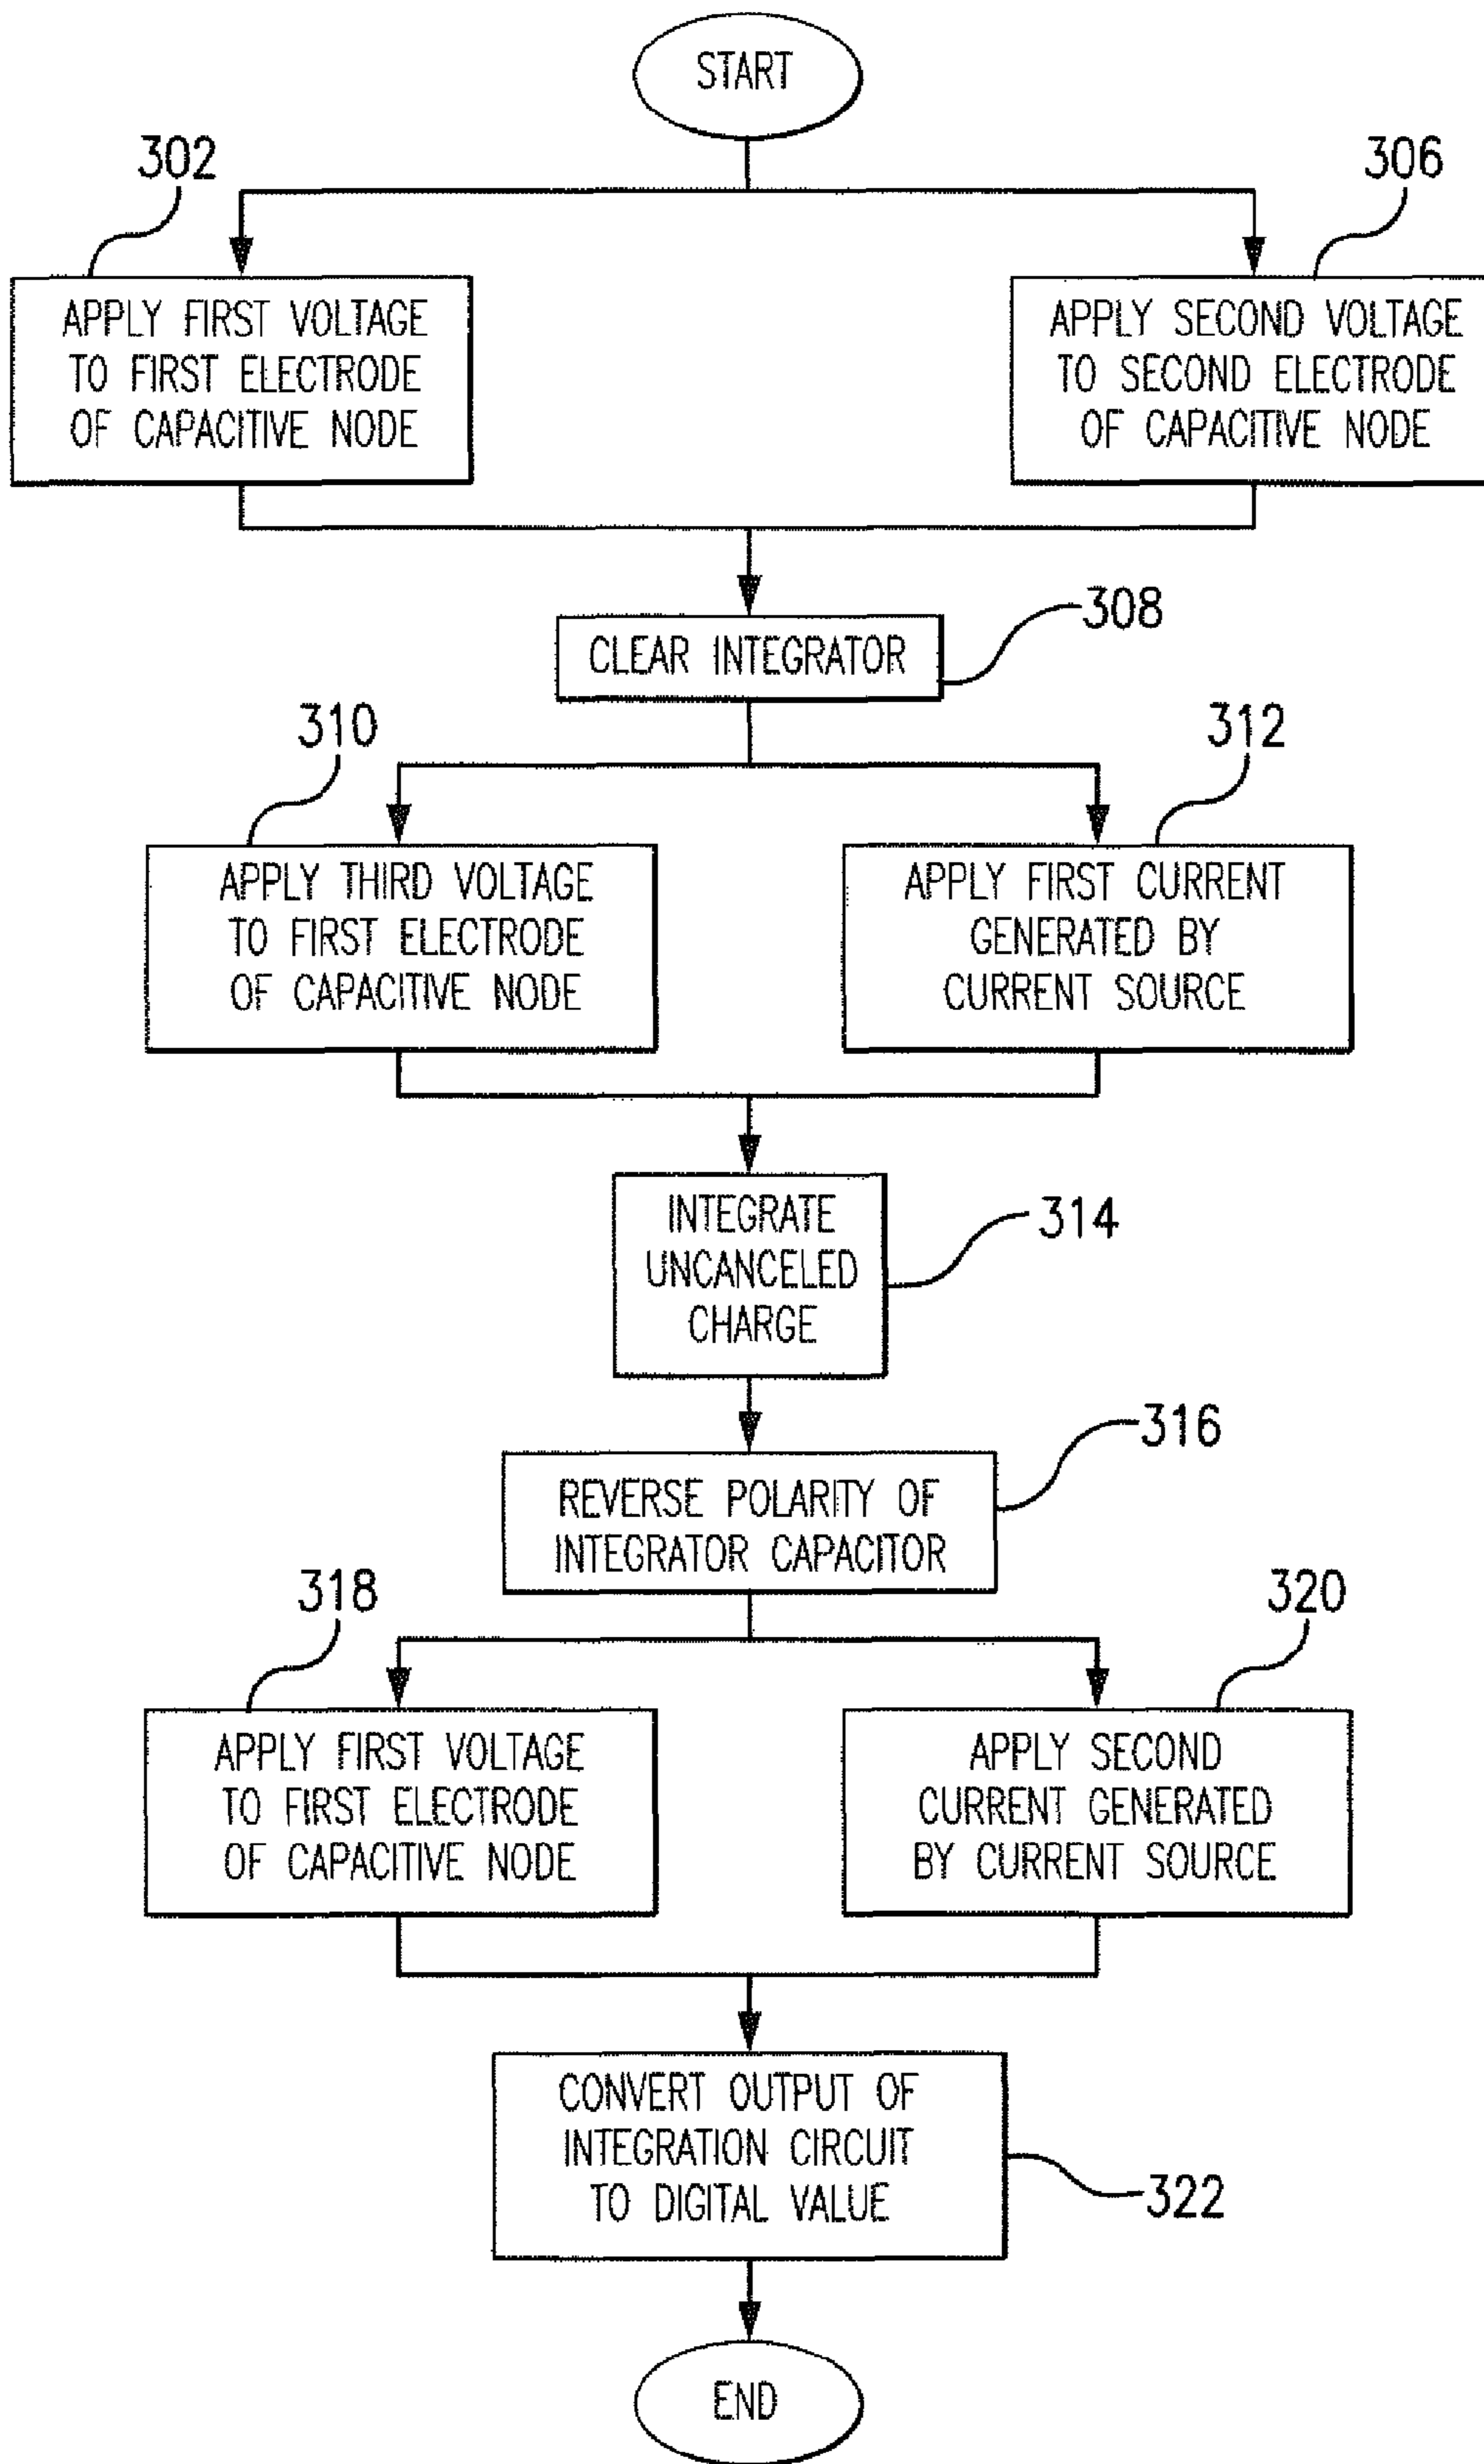 START
302
306
APPLY FIRST VOLTAGE
TO FIRST ELECTRODE
OF CAPACITIVE NODE
APPLY SECOND VOLTAGE
TO SECOND ELECTRODE
OF CAPACITIVE NODE
CLEAR INTEGRATOR
308
310
312
APPLY THIRD VOLTAGE
TO FIRST ELECTRODE
OF CAPACITIVE NODE
APPLY FIRST CURRENT
GENERATED BY
CURRENT SOURCE
INTEGRATE
UNCANCELED
CHARGE
314
REVERSE POLARITY OF
INTEGRATOR CAPACITOR
316
318
320
APPLY FIRST VOLTAGE
TO FIRST ELECTRODE
OF CAPACITIVE NODE
APPLY SECOND
CURRENT GENERATED
BY CURRENT SOURCE
CONVERT OUTPUT OF
INTEGRATION CIRCUIT
TO DIGITAL VALUE
322
END